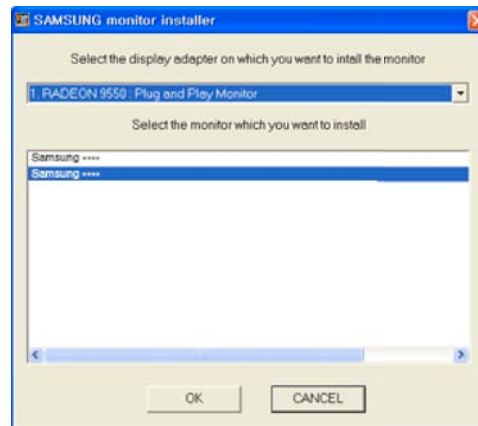 SAMSUNG monitor installer
Select the display adapter on which you want to intall the monitor
1. RADEON 9550 : Plug and Play Monitor
Select the monitor which you want to install
Samsung ****
Samsung ****
OK
CANCEL